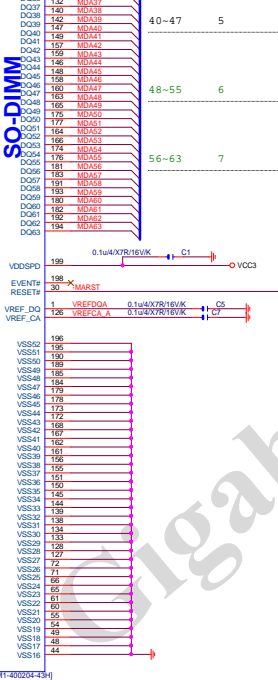 DQ37 132 MDA37
DQ38 140 MDA38 40~47 5
DQ39 142 MDA39
DQ40 147 MDA40
DQ41 149 MDA41
DQ42 157 MDA42
DQ43 159 MDA43
DQ44 146 MDA44
DQ45 148 MDA45
DQ46 158 MDA46
DQ47 160 MDA47 48~55 6
DQ48 163 MDA48
DQ49 165 MDA49
DQ50 175 MDA50
DQ51 177 MDA51
DQ52 164 MDA52
DQ53 166 MDA53
DQ54 174 MDA54
DQ55 176 MDA55 56~63 7
DQ56 181 MDA56
DQ57 183 MDA57
DQ58 191 MDA58
DQ59 193 MDA59
DQ60 180 MDA60
DQ61 182 MDA61
DQ62 192 MDA62
DQ63 194 MDA63
SO-DIMM
0.1u/4/X7R/16V/K C1
VDDSPD 199 VCC3
EVENT# 198
RESET# 30 MARST
VREF_DQ 1 VREFDQA 0.1u/4/X7R/16V/K C5
VREF_CA 126 VREFCA_A 0.1u/4/X7R/16V/K C7
VSS52 196
VSS51 195
VSS50 190
VSS49 189
VSS48 185
VSS47 184
VSS46 179
VSS45 178
VSS44 173
VSS43 172
VSS42 168
VSS41 167
VSS40 162
VSS39 161
VSS38 156
VSS37 155
VSS36 151
VSS35 150
VSS34 145
VSS33 144
VSS32 139
VSS31 138
VSS30 134
VSS29 133
VSS28 128
VSS27 127
VSS26 72
VSS25 71
VSS24 66
VSS23 65
VSS22 61
VSS21 60
VSS20 55
VSS19 54
VSS18 49
VSS17 48
VSS16 44
Gigab
M1-400204-43H]